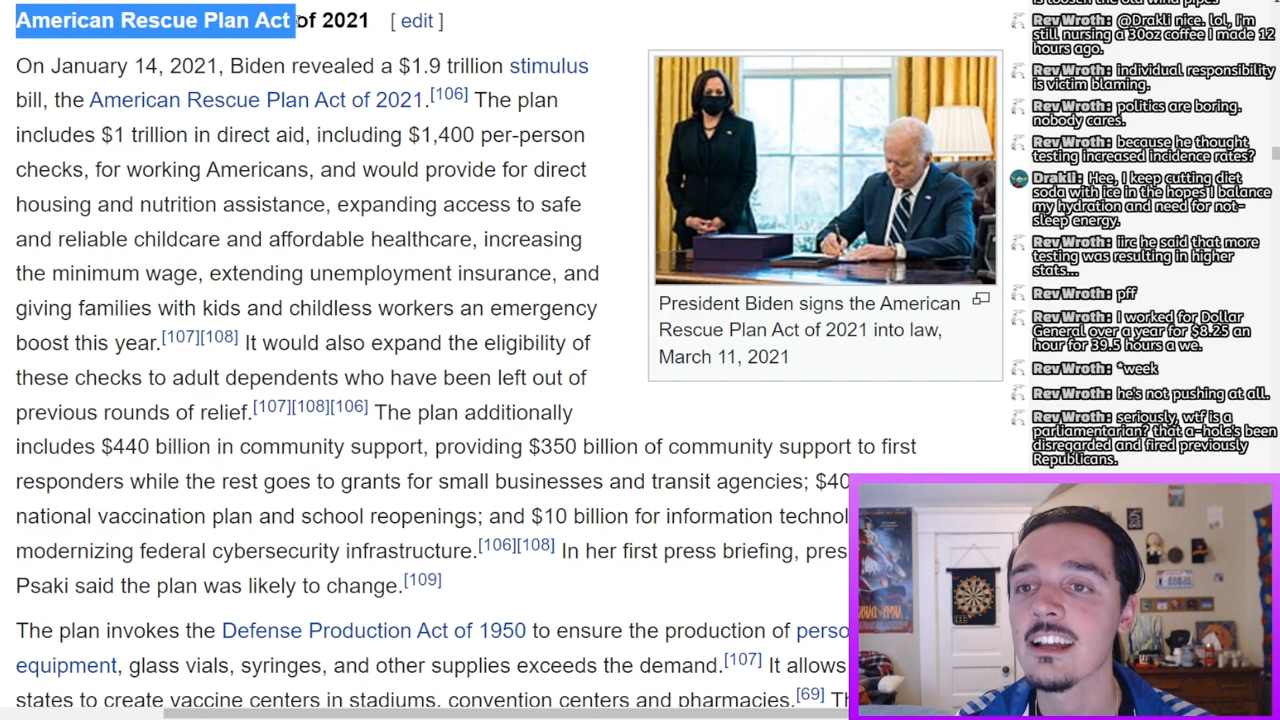 American Rescue Plan Act of 2021 [ edit ]
On January 14, 2021, Biden revealed a $1.9 trillion stimulus
bill, the American Rescue Plan Act of 2021.[106] The plan
includes $1 trillion in direct aid, including $1,400 per-person
checks, for working Americans, and would provide for direct
housing and nutrition assistance, expanding access to safe
and reliable childcare and affordable healthcare, increasing
the minimum wage, extending unemployment insurance, and
giving families with kids and childless workers an emergency
boost this year.[107][108] It would also expand the eligibility of
these checks to adult dependents who have been left out of
previous rounds of relief.[107][108][106] The plan additionally
includes $440 billion in community support, providing $350 billion of community support to first
responders while the rest goes to grants for small businesses and transit agencies; $40
national vaccination plan and school reopenings; and $10 billion for information technol
modernizing federal cybersecurity infrastructure.[106][108] In her first press briefing, pres
Psaki said the plan was likely to change.[109]
The plan invokes the Defense Production Act of 1950 to ensure the production of perso
equipment, glass vials, syringes, and other supplies exceeds the demand.[107] It allows
states to create vaccine centers in stadiums, convention centers and pharmacies.[69] Th
President Biden signs the American
Rescue Plan Act of 2021 into law,
March 11, 2021
is loosen the old wind pipes
RevWroth: @Drakli nice. lol, I'm
still nursing a 30oz coffee I made 12
hours ago.
RevWroth: individual responsibility
is victim blaming.
RevWroth: politics are boring.
nobody cares.
RevWroth: because he thought
testing increased incidence rates?
Drakli: Hee, I keep cutting diet
soda with ice in the hopes I balance
my hydration and need for not-
sleep energy.
RevWroth: iirc he said that more
testing was resulting in higher
stats...
RevWroth: pff
RevWroth: I worked for Dollar
General over a year for $8.25 an
hour for 39.5 hours a we.
RevWroth: *week
RevWroth: he's not pushing at all.
RevWroth: seriously, wtf is a
parliamentarian? that a-hole's been
disregarded and fired previously
Republicans.